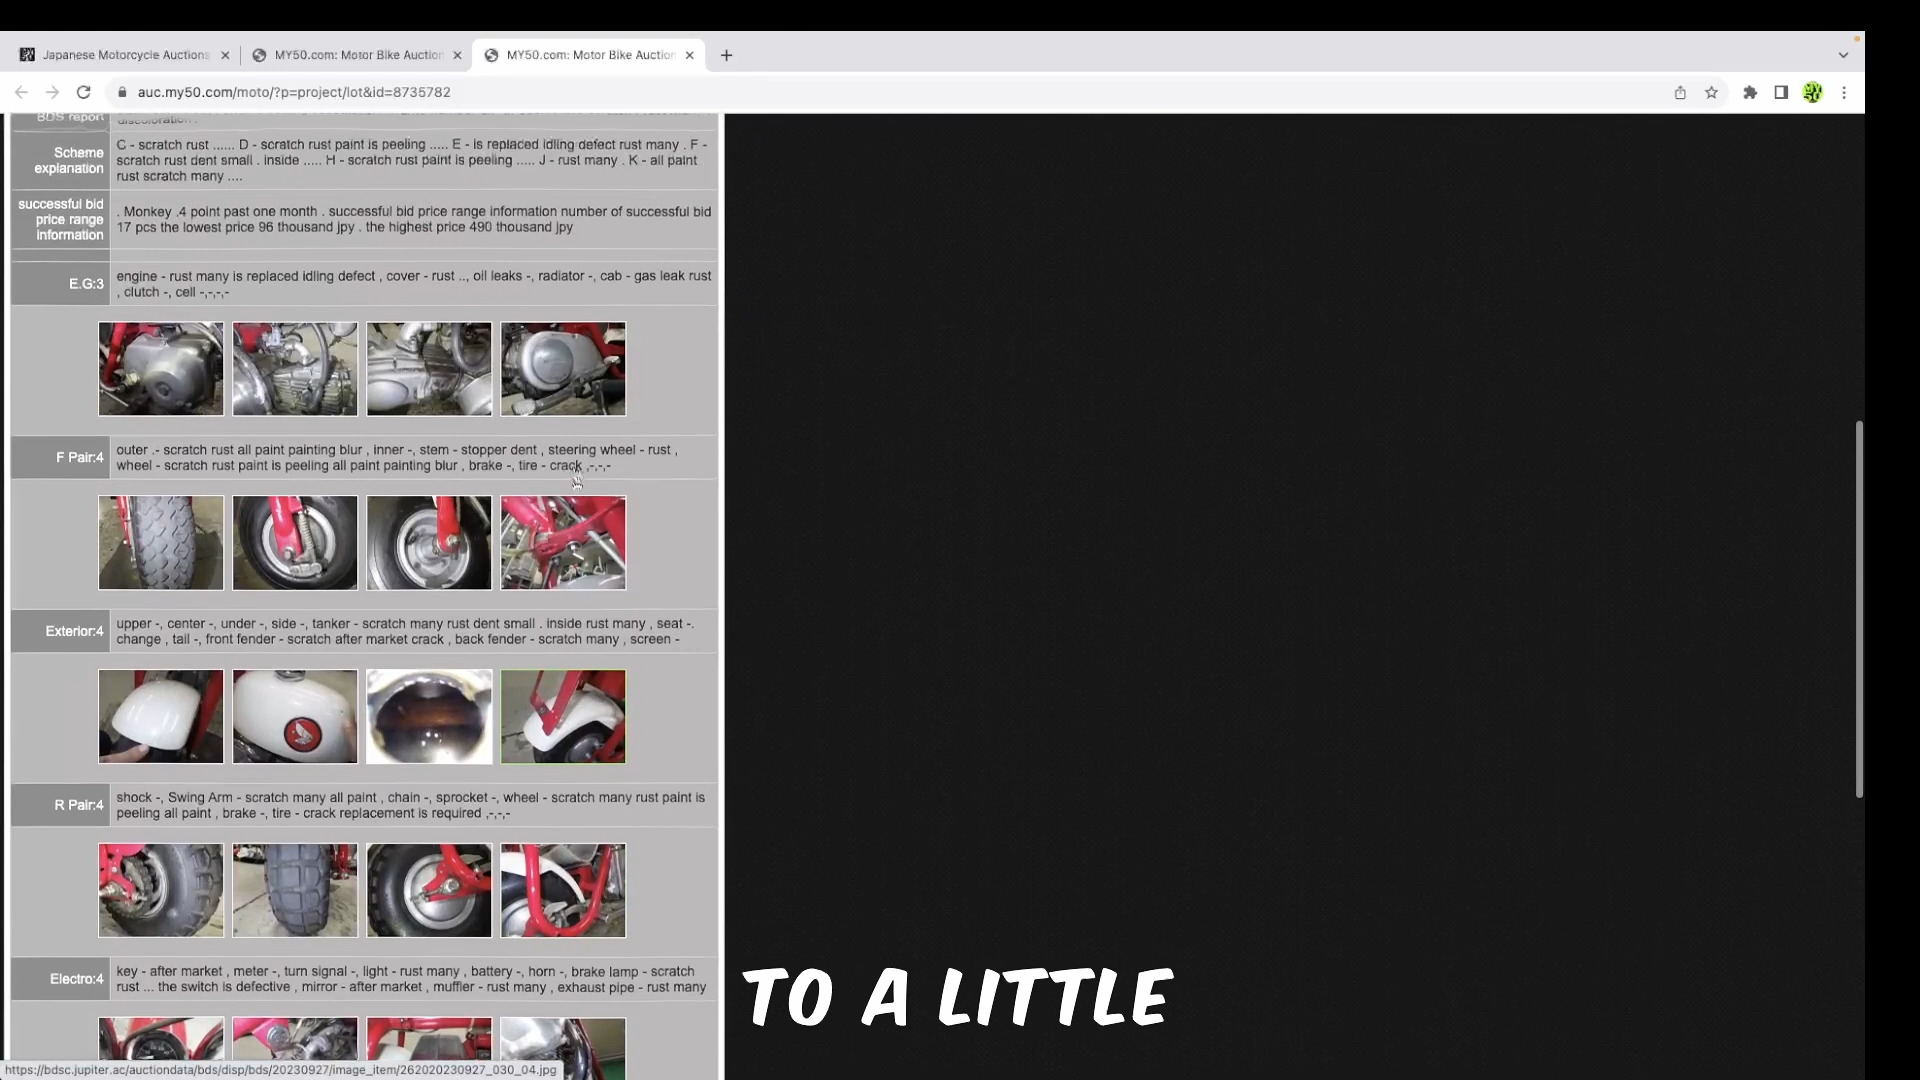 Japanese Motorcycle Auctions
MY50.com: Motor Bike Auction
MY50.com: Motor Bike Auction
auc.my50.com/moto/?p=project/lot&id=8735782
BDS report
discoloration .
Scheme explanation
C - scratch rust ...... D - scratch rust paint is peeling ..... E - is replaced idling defect rust many . F -
scratch rust dent small . inside ..... H - scratch rust paint is peeling ..... J - rust many . K - all paint
rust scratch many ....
successful bid
price range
information
. Monkey .4 point past one month . successful bid price range information number of successful bid
17 pcs the lowest price 96 thousand jpy . the highest price 490 thousand jpy
E.G:3
engine - rust many is replaced idling defect , cover - rust .., oil leaks -, radiator -, cab - gas leak rust
, clutch -, cell -,-,-,-
F Pair:4
outer .- scratch rust all paint painting blur , inner -, stem - stopper dent , steering wheel - rust ,
wheel - scratch rust paint is peeling all paint painting blur , brake -, tire - crack ,-,-,-
Exterior:4
upper -, center -, under -, side -, tanker - scratch many rust dent small . inside rust many , seat -.
change , tail -, front fender - scratch after market crack , back fender - scratch many , screen -
R Pair:4
shock -, Swing Arm - scratch many all paint , chain -, sprocket -, wheel - scratch many rust paint is
peeling all paint , brake -, tire - crack replacement is required ,-,-,-
Electro:4
key - after market , meter -, turn signal -, light - rust many , battery -, horn -, brake lamp - scratch
rust ... the switch is defective , mirror - after market , muffler - rust many , exhaust pipe - rust many
TO A LITTLE
https://bdsc.jupiter.ac/auctiondata/bds/disp/bds/20230927/image_item/262020230927_030_04.jpg